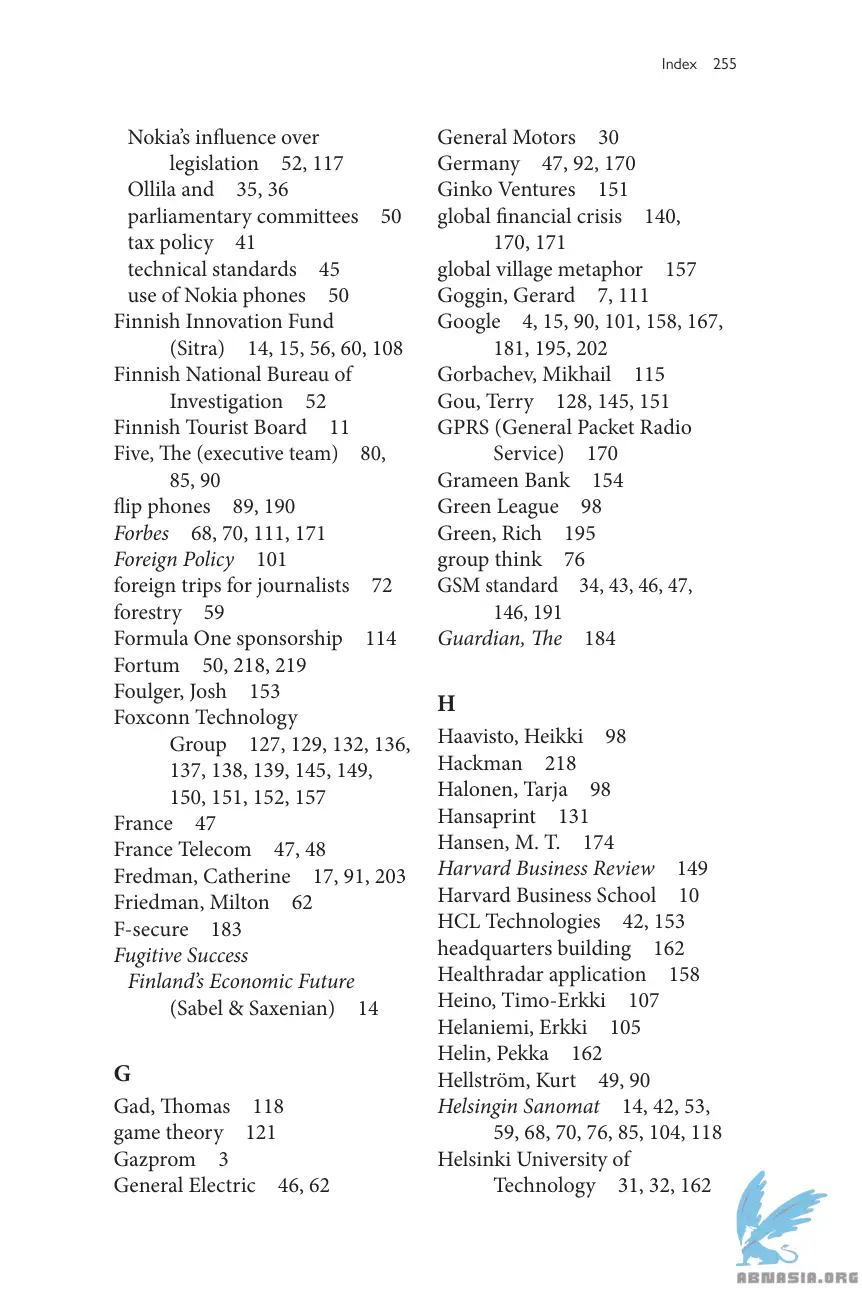 Index 255
Nokia’s influence over
legislation 52, 117
Ollila and 35, 36
parliamentary committees 50
tax policy 41
technical standards 45
use of Nokia phones 50
Finnish Innovation Fund
(Sitra) 14, 15, 56, 60, 108
Finnish National Bureau of
Investigation 52
Finnish Tourist Board 11
Five, The (executive team) 80,
85, 90
flip phones 89, 190
Forbes 68, 70, 111, 171
Foreign Policy 101
foreign trips for journalists 72
forestry 59
Formula One sponsorship 114
Fortum 50, 218, 219
Foulger, Josh 153
Foxconn Technology
Group 127, 129, 132, 136,
137, 138, 139, 145, 149,
150, 151, 152, 157
France 47
France Telecom 47, 48
Fredman, Catherine 17, 91, 203
Friedman, Milton 62
F-secure 183
Fugitive Success
Finland’s Economic Future
(Sabel & Saxenian) 14
G
Gad, Thomas 118
game theory 121
Gazprom 3
General Electric 46, 62
General Motors 30
Germany 47, 92, 170
Ginko Ventures 151
global financial crisis 140,
170, 171
global village metaphor 157
Goggin, Gerard 7, 111
Google 4, 15, 90, 101, 158, 167,
181, 195, 202
Gorbachev, Mikhail 115
Gou, Terry 128, 145, 151
GPRS (General Packet Radio
Service) 170
Grameen Bank 154
Green League 98
Green, Rich 195
group think 76
GSM standard 34, 43, 46, 47,
146, 191
Guardian, The 184
H
Haavisto, Heikki 98
Hackman 218
Halonen, Tarja 98
Hansaprint 131
Hansen, M. T. 174
Harvard Business Review 149
Harvard Business School 10
HCL Technologies 42, 153
headquarters building 162
Healthradar application 158
Heino, Timo-Erkki 107
Helaniemi, Erkki 105
Helin, Pekka 162
Hellström, Kurt 49, 90
Helsingin Sanomat 14, 42, 53,
59, 68, 70, 76, 85, 104, 118
Helsinki University of
Technology 31, 32, 162
ABNASIA.ORG